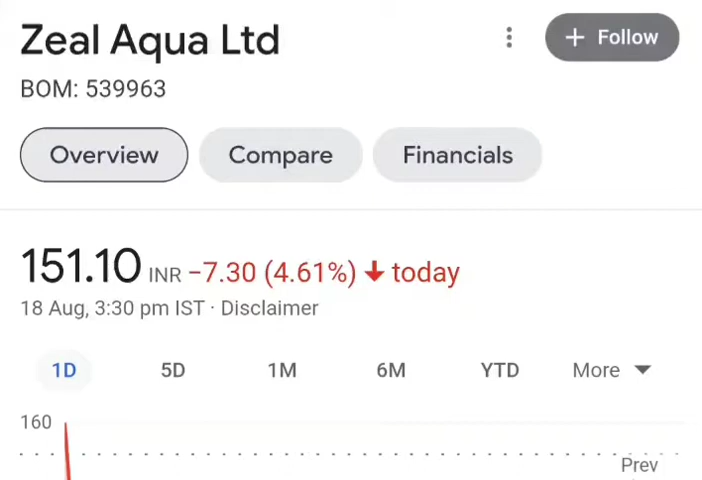 Zeal Aqua Ltd
+ Follow
BOM: 539963
Overview
Compare
Financials
151.10 INR −7.30 (4.61%) ↓ today
18 Aug, 3:30 pm IST · Disclaimer
1D 5D 1M 6M YTD More
160
Prev